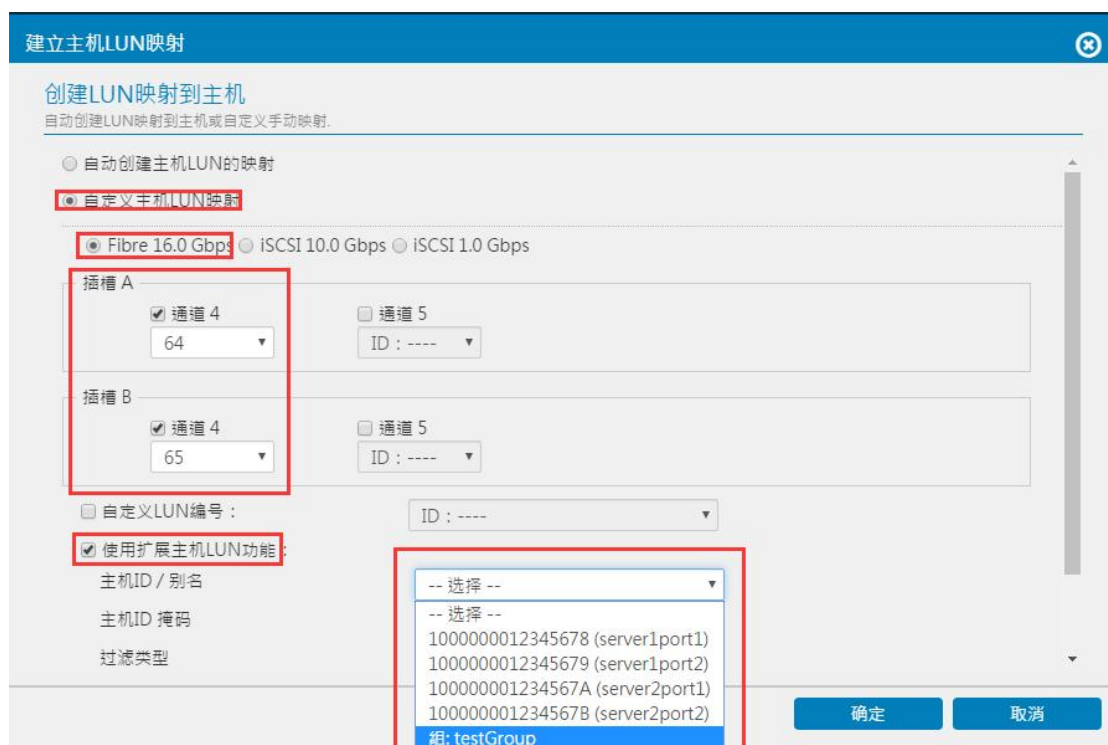 建立主机LUN映射
创建LUN映射到主机
自动创建LUN映射到主机或自定义手动映射.
自动创建主机LUN的映射
自定义主机LUN映射
Fibre 16.0 Gbps iSCSI 10.0 Gbps iSCSI 1.0 Gbps
插槽 A
通道 4 通道 5
64 ID : ----
插槽 B
通道 4 通道 5
65 ID : ----
自定义LUN编号 : ID : ----
使用扩展主机LUN功能 :
主机ID / 别名 -- 选择 --
主机ID 掩码 -- 选择 --
1000000012345678 (server1port1)
过滤类型 1000000012345679 (server1port2)
100000001234567A (server2port1)
100000001234567B (server2port2)
组: testGroup
确定 取消